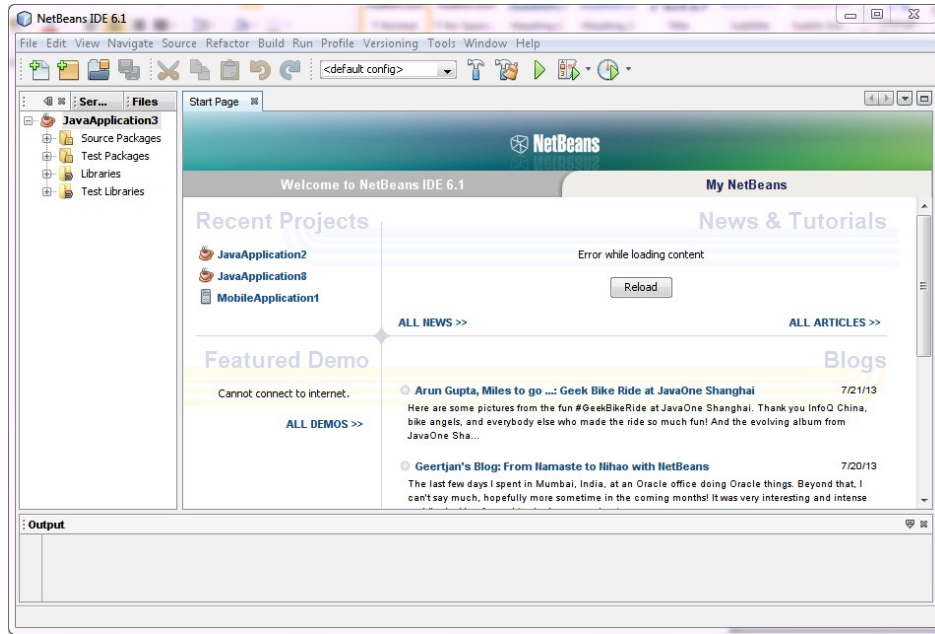 NetBeans IDE 6.1
File Edit View Navigate Source Refactor Build Run Profile Versioning Tools Window Help
<default config>
Ser... Files
Start Page
JavaApplication3
Source Packages
Test Packages
Libraries
Test Libraries
NetBeans
Welcome to NetBeans IDE 6.1
My NetBeans
Recent Projects
JavaApplication2
JavaApplication8
MobileApplication1
News & Tutorials
Error while loading content
Reload
ALL NEWS >>
ALL ARTICLES >>
Featured Demo
Cannot connect to internet.
ALL DEMOS >>
Blogs
Arun Gupta, Miles to go ...: Geek Bike Ride at JavaOne Shanghai 7/21/13
Here are some pictures from the fun #GeekBikeRide at JavaOne Shanghai. Thank you InfoQ China,
bike angels, and everybody else who made the ride so much fun! And the evolving album from
JavaOne Sha...
Geertjan's Blog: From Namaste to Nihao with NetBeans 7/20/13
The last few days I spent in Mumbai, India, at an Oracle office doing Oracle things. Beyond that, I
can't say much, hopefully more sometime in the coming months! It was very interesting and intense
Output